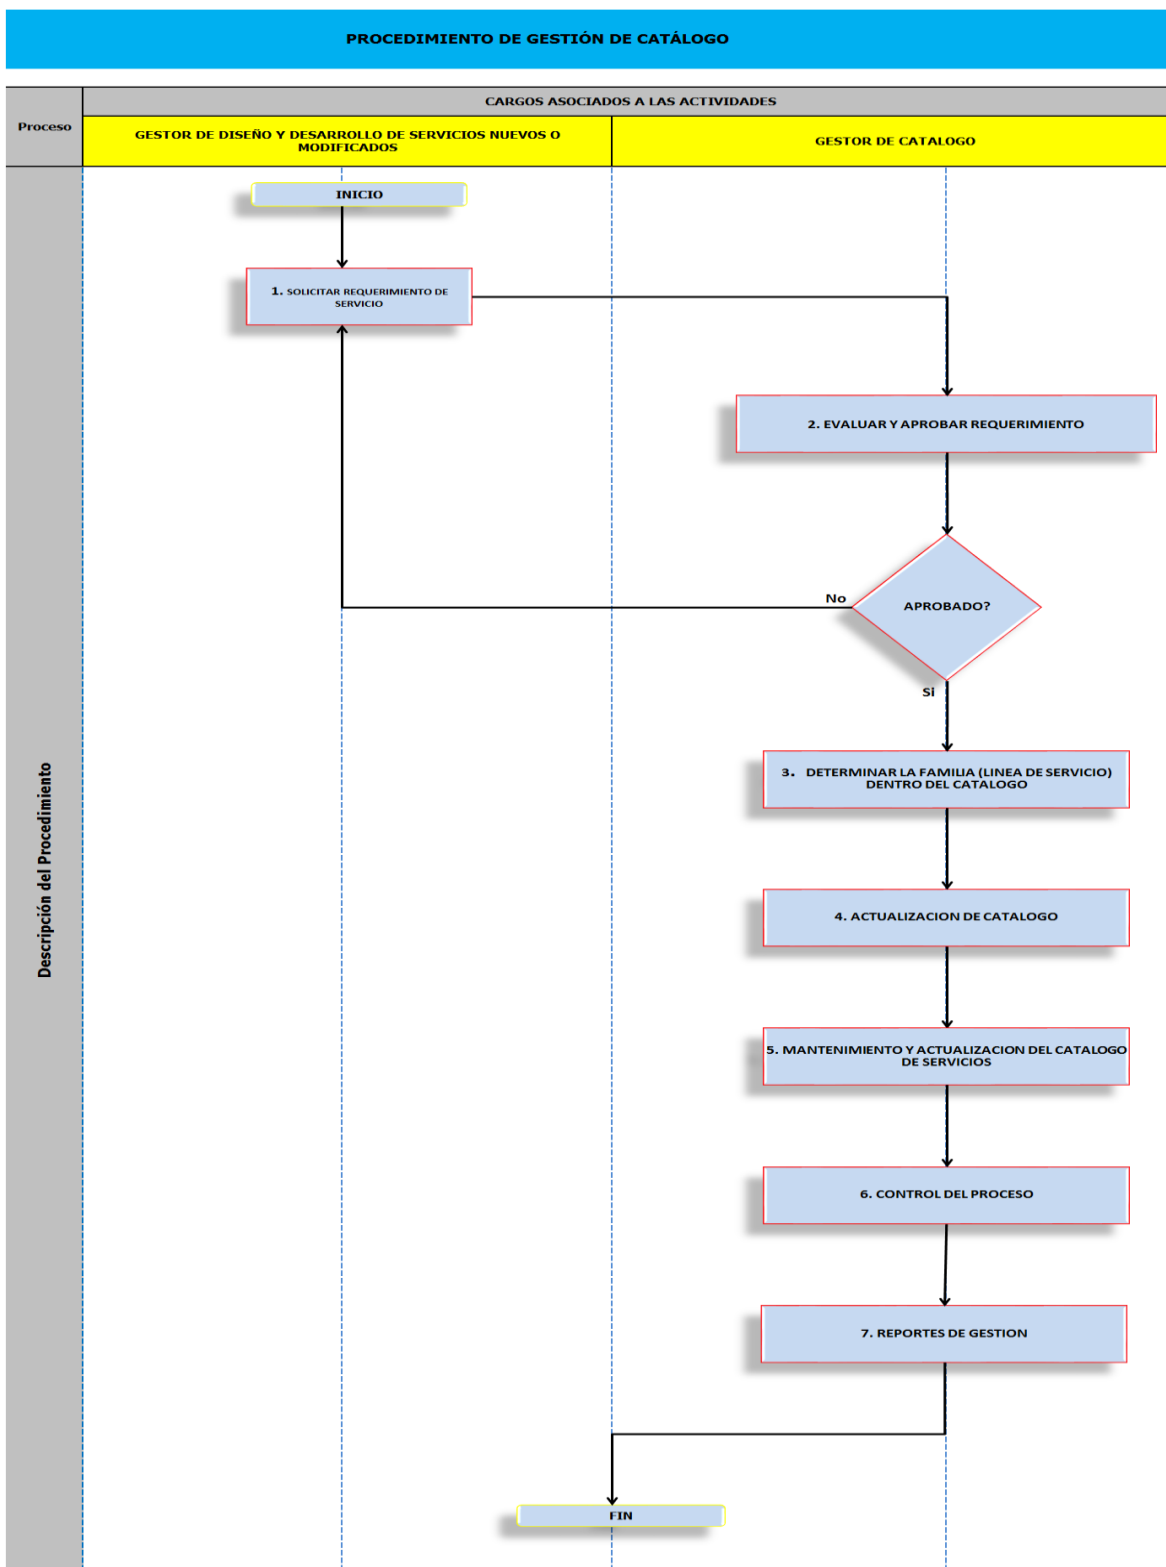 PROCEDIMIENTO DE GESTIÓN DE CATÁLOGO
Proceso
CARGOS ASOCIADOS A LAS ACTIVIDADES
GESTOR DE DISEÑO Y DESARROLLO DE SERVICIOS NUEVOS O
MODIFICADOS
GESTOR DE CATALOGO
Descripción del Procedimiento
INICIO
1. SOLICITAR REQUERIMIENTO DE
SERVICIO
2. EVALUAR Y APROBAR REQUERIMIENTO
APROBADO?
No
Si
3. DETERMINAR LA FAMILIA (LINEA DE SERVICIO)
DENTRO DEL CATALOGO
4. ACTUALIZACION DE CATALOGO
5. MANTENIMIENTO Y ACTUALIZACION DEL CATALOGO
DE SERVICIOS
6. CONTROL DEL PROCESO
7. REPORTES DE GESTION
FIN